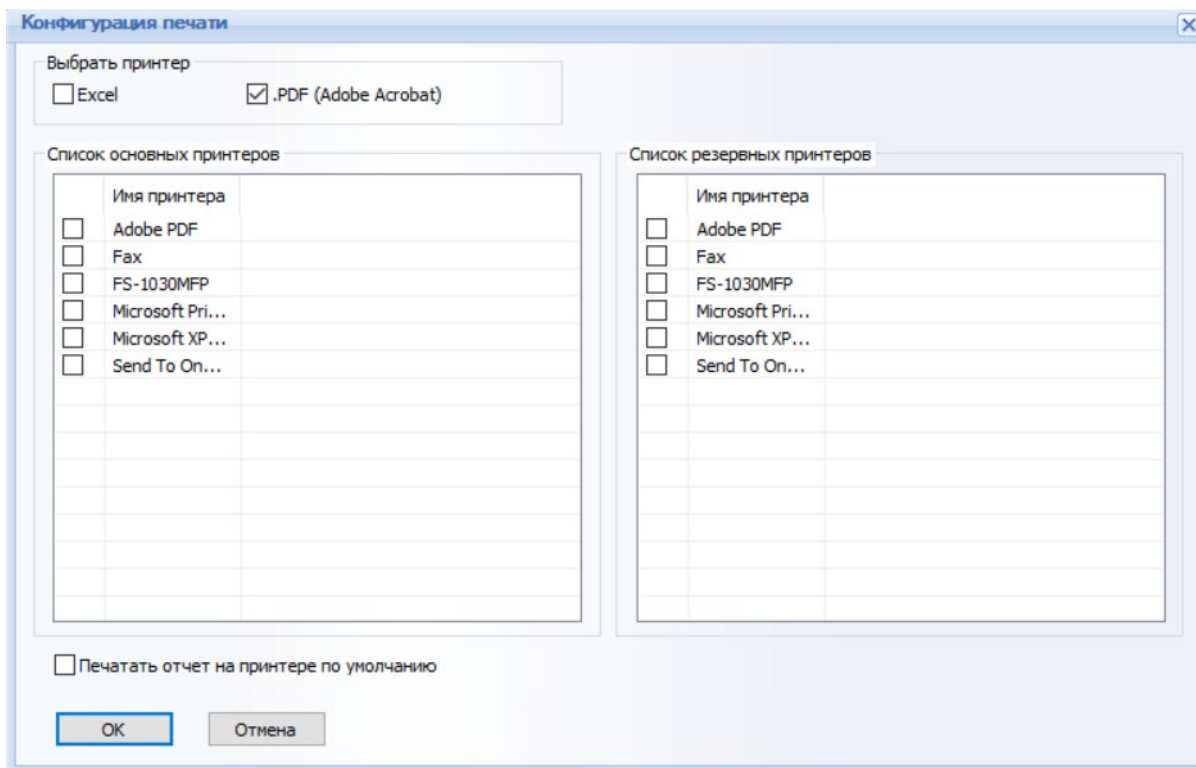 Конфигурация печати
Выбрать принтер
Excel .PDF (Adobe Acrobat)
Список основных принтеров Список резервных принтеров
Имя принтера Имя принтера
Adobe PDF Adobe PDF
Fax Fax
FS-1030MFP FS-1030MFP
Microsoft Pri... Microsoft Pri...
Microsoft XP... Microsoft XP...
Send To On... Send To On...
Печатать отчет на принтере по умолчанию
OK Отмена